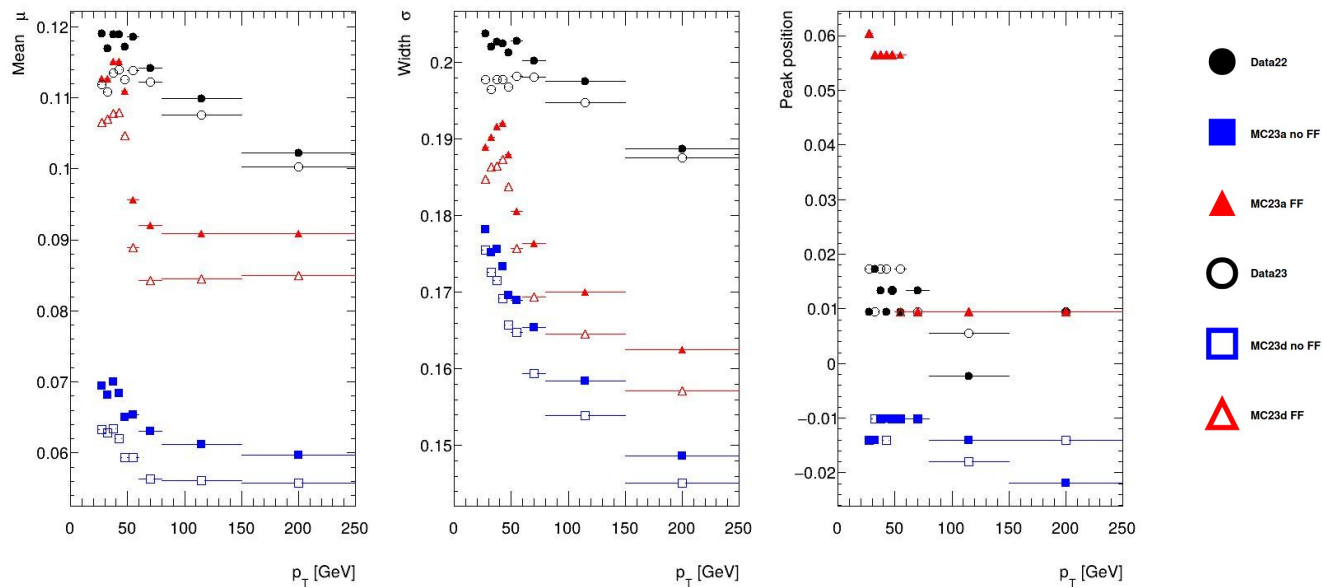 Mean μ
0.12
0.11
0.1
0.09
0.08
0.07
0.06
0 50 100 150 200 250
p_T [GeV]
Width σ
0.2
0.19
0.18
0.17
0.16
0.15
0 50 100 150 200 250
p_T [GeV]
Peak position
0.06
0.05
0.04
0.03
0.02
0.01
0
−0.01
−0.02
0 50 100 150 200 250
p_T [GeV]
Data22
MC23a no FF
MC23a FF
Data23
MC23d no FF
MC23d FF